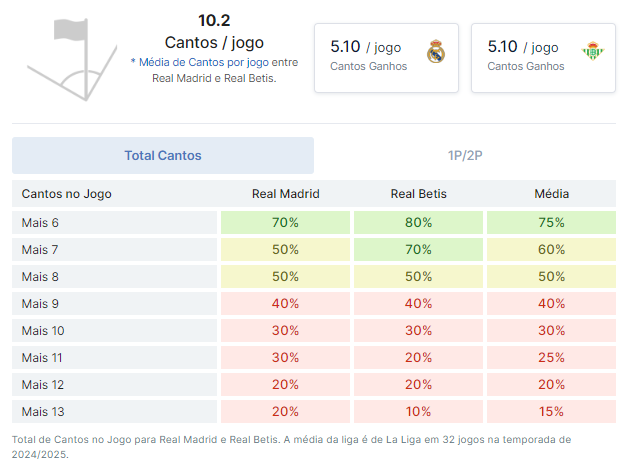 10.2
Cantos / jogo
* Média de Cantos por jogo entre
Real Madrid e Real Betis.
5.10 / jogo
Cantos Ganhos
5.10 / jogo
Cantos Ganhos
Total Cantos 1P/2P
Cantos no Jogo Real Madrid Real Betis Média
Mais 6 70% 80% 75%
Mais 7 50% 70% 60%
Mais 8 50% 50% 50%
Mais 9 40% 40% 40%
Mais 10 30% 30% 30%
Mais 11 30% 20% 25%
Mais 12 20% 20% 20%
Mais 13 20% 10% 15%
Total de Cantos no Jogo para Real Madrid e Real Betis. A média da liga é de La Liga em 32 jogos na temporada de
2024/2025.